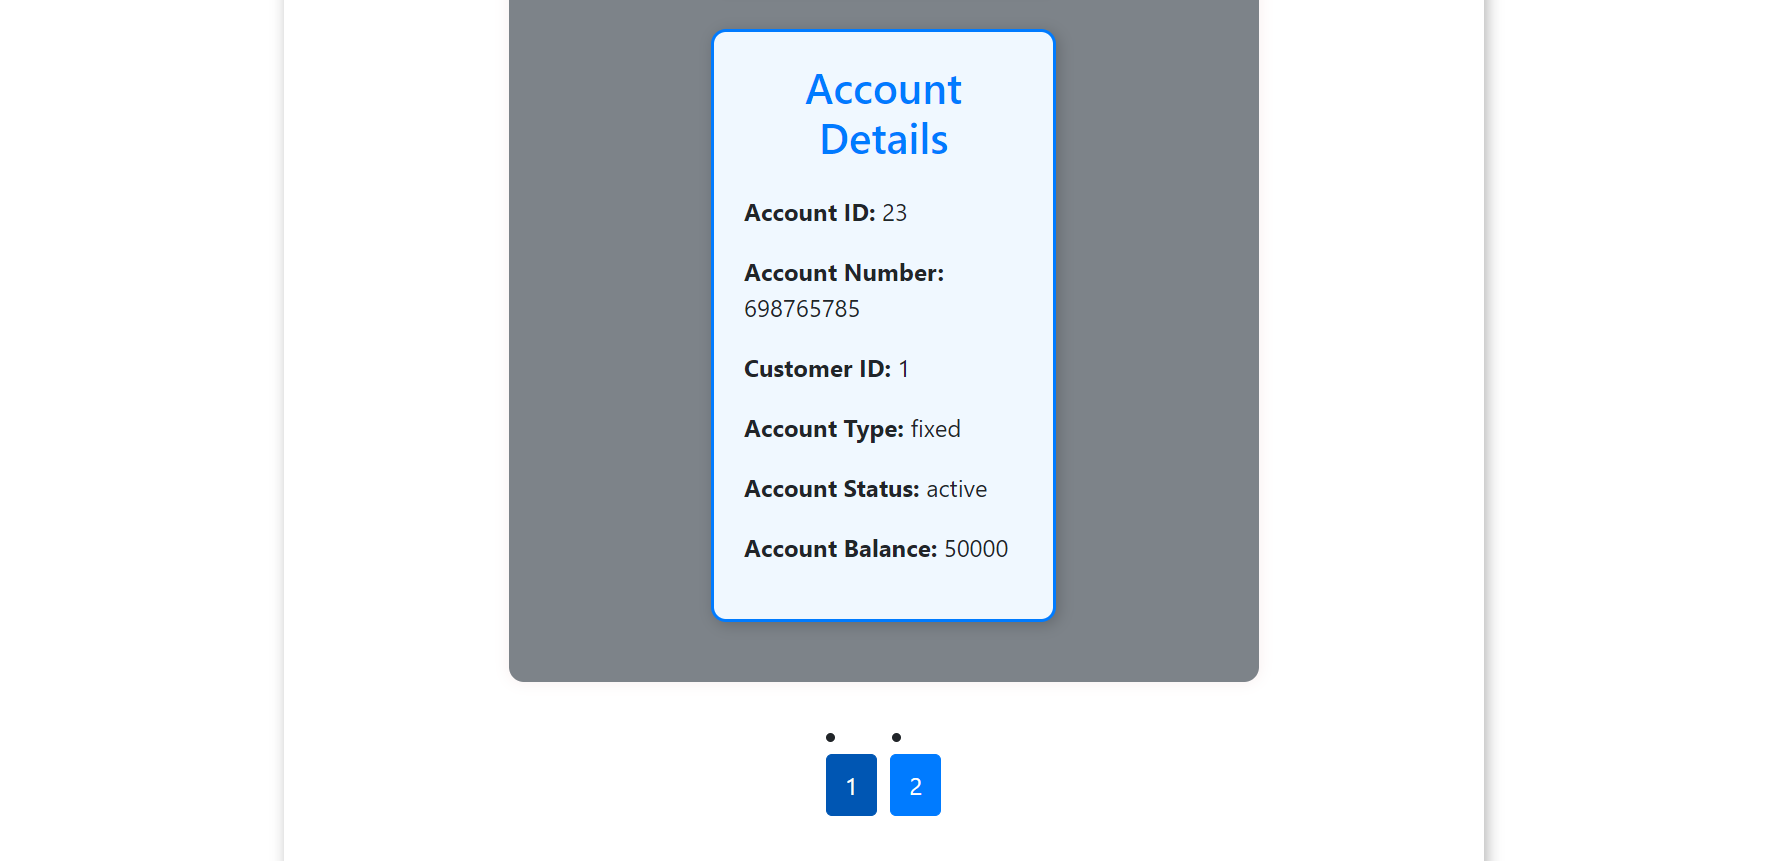 Account
Details
Account ID: 23
Account Number:
698765785
Customer ID: 1
Account Type: fixed
Account Status: active
Account Balance: 50000
1 2